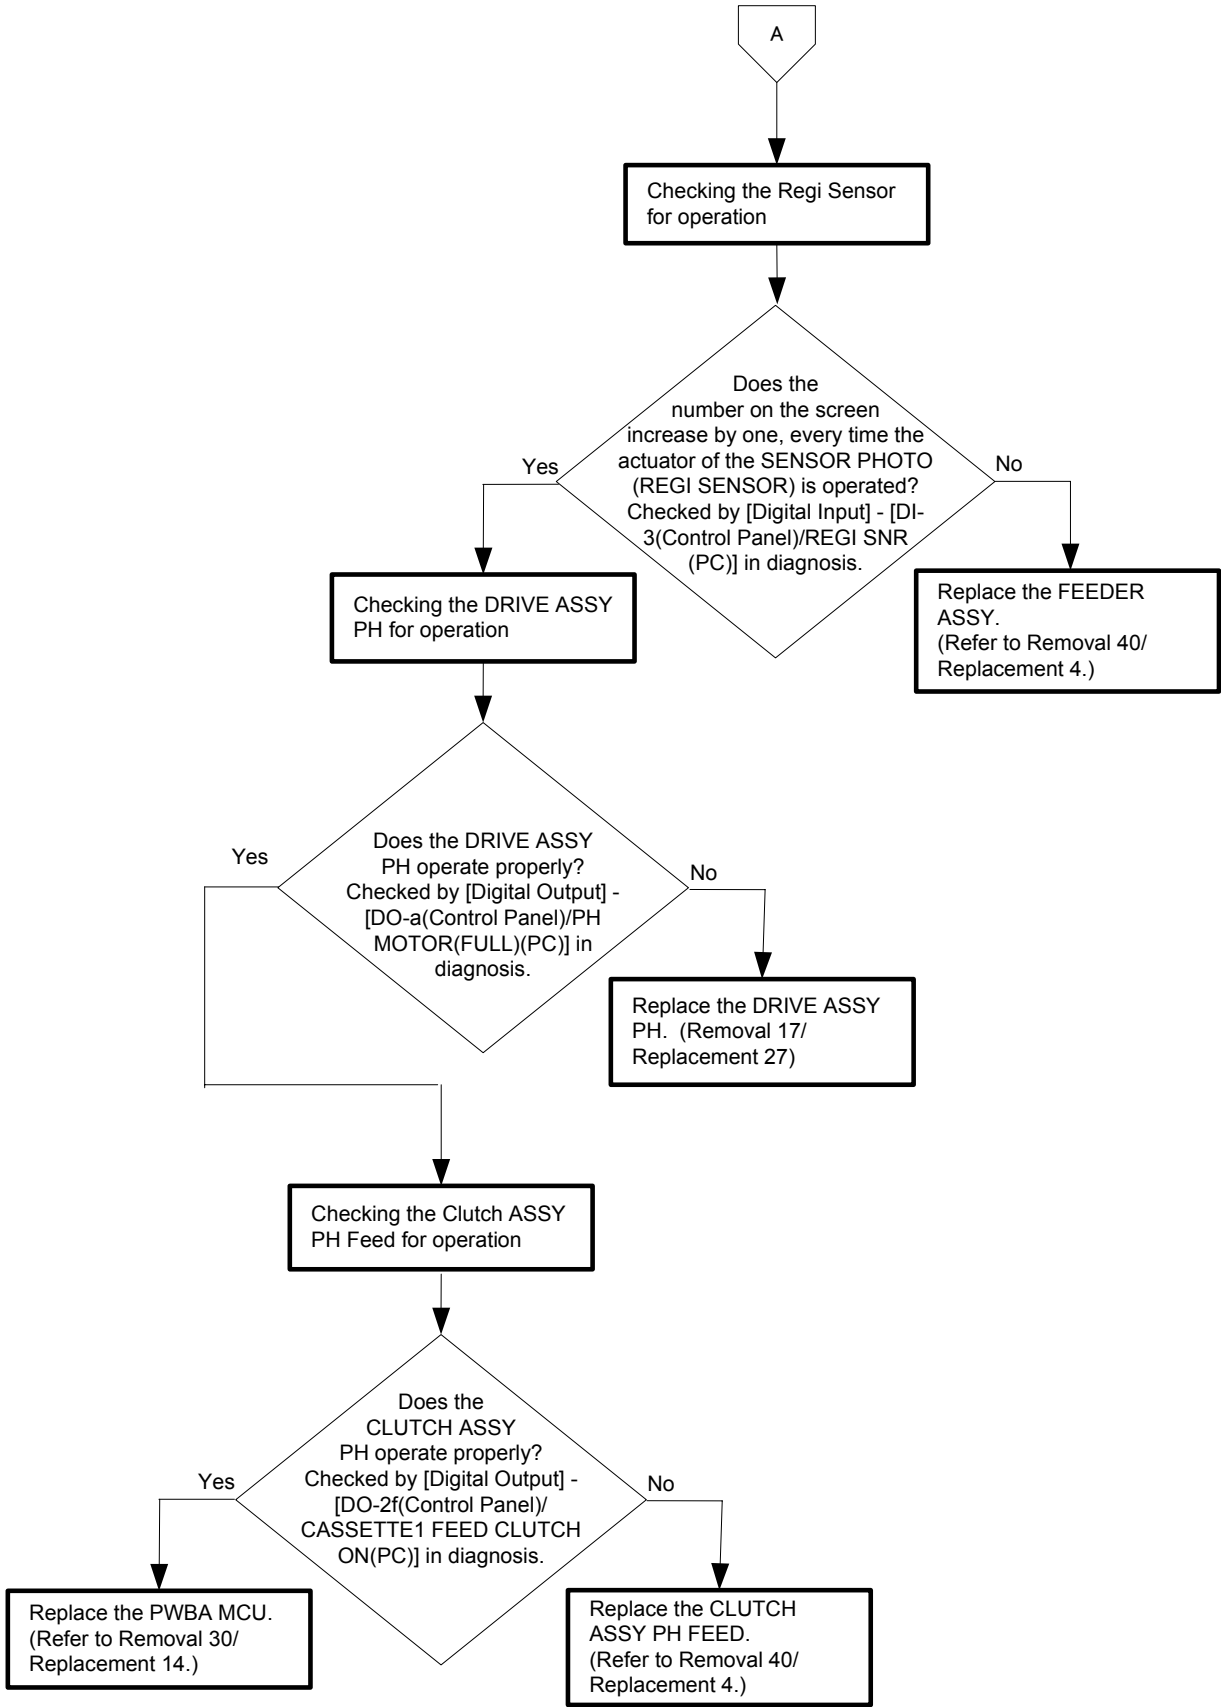 A
Checking the Regi Sensor
for operation
Does the
number on the screen
increase by one, every time the
actuator of the SENSOR PHOTO
(REGI SENSOR) is operated?
Checked by [Digital Input] - [DI-
3(Control Panel)/REGI SNR
(PC)] in diagnosis.
Yes
No
Checking the DRIVE ASSY
PH for operation
Replace the FEEDER
ASSY.
(Refer to Removal 40/
Replacement 4.)
Does the DRIVE ASSY
PH operate properly?
Checked by [Digital Output] -
[DO-a(Control Panel)/PH
MOTOR(FULL)(PC)] in
diagnosis.
Yes
No
Replace the DRIVE ASSY
PH.  (Removal 17/
Replacement 27)
Checking the Clutch ASSY
PH Feed for operation
Does the
CLUTCH ASSY
PH operate properly?
Checked by [Digital Output] -
[DO-2f(Control Panel)/
CASSETTE1 FEED CLUTCH
ON(PC)] in diagnosis.
Yes
No
Replace the PWBA MCU.
(Refer to Removal 30/
Replacement 14.)
Replace the CLUTCH
ASSY PH FEED.
(Refer to Removal 40/
Replacement 4.)